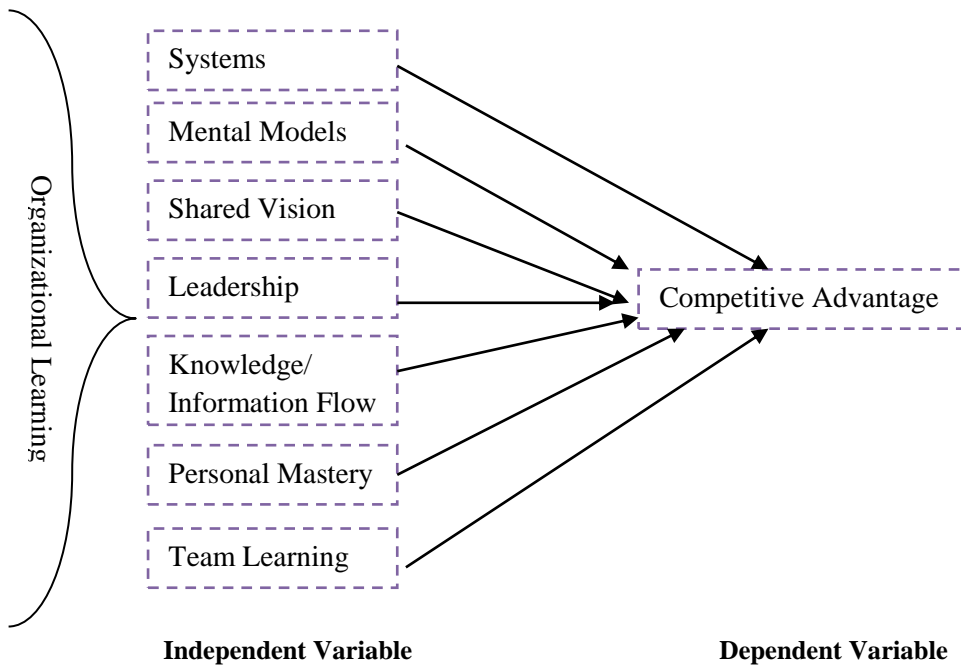 Organizational Learning
Systems
Mental Models
Shared Vision
Leadership
Knowledge/
Information Flow
Personal Mastery
Team Learning
Competitive Advantage
Independent Variable
Dependent Variable